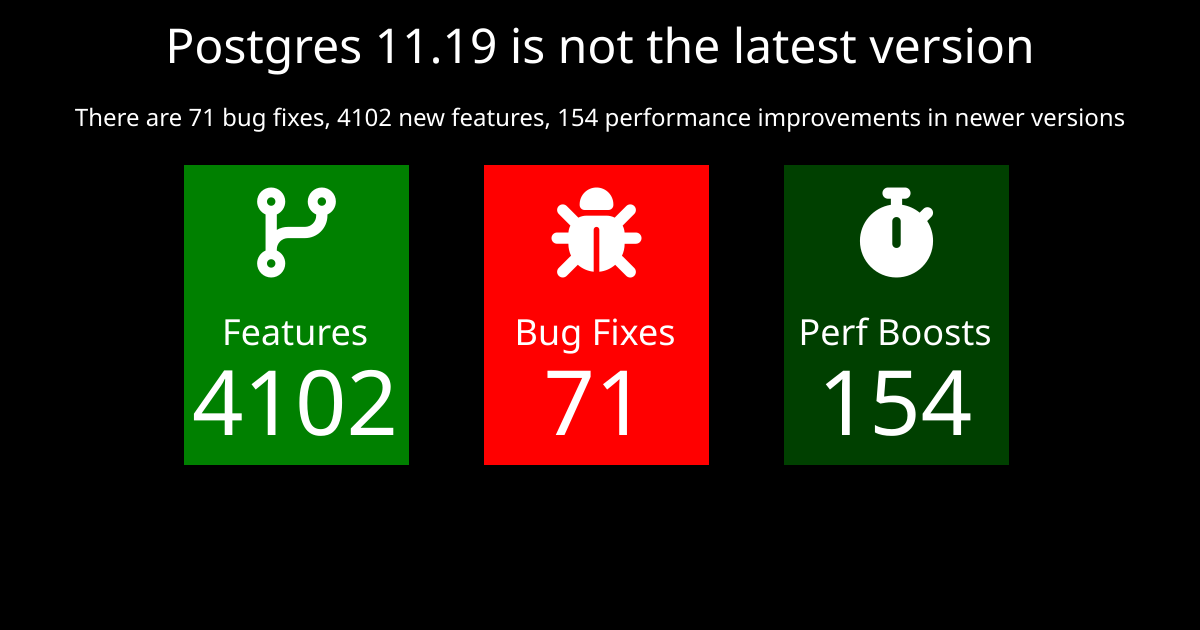 Postgres 11.19 is not the latest version
There are 71 bug fixes, 4102 new features, 154 performance improvements in newer versions
Features
4102
Bug Fixes
71
Perf Boosts
154